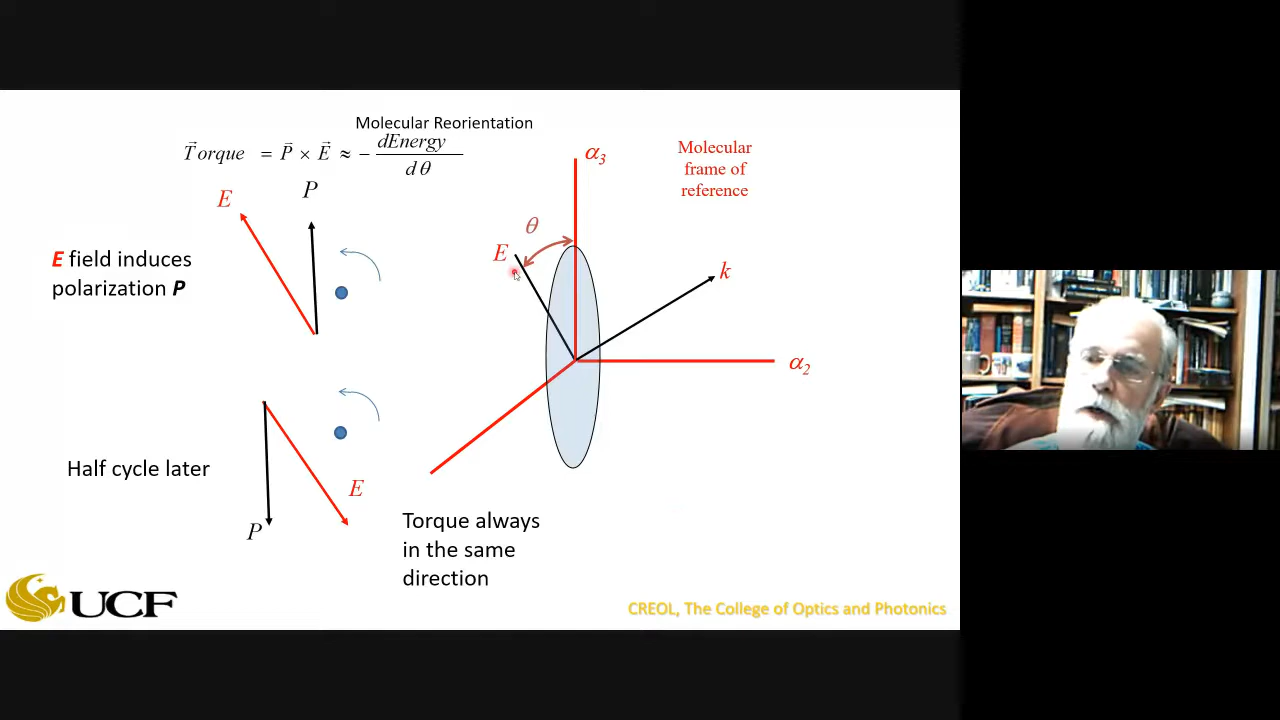 Molecular Reorientation
T⃗orque = P⃗ × E⃗ ≈ − dEnergy / dθ
α3
Molecular
frame of
reference
E
P
θ
E
k
E field induces
polarization P
α2
Half cycle later
E
P
Torque always
in the same
direction
UCF
CREOL, The College of Optics and Photonics